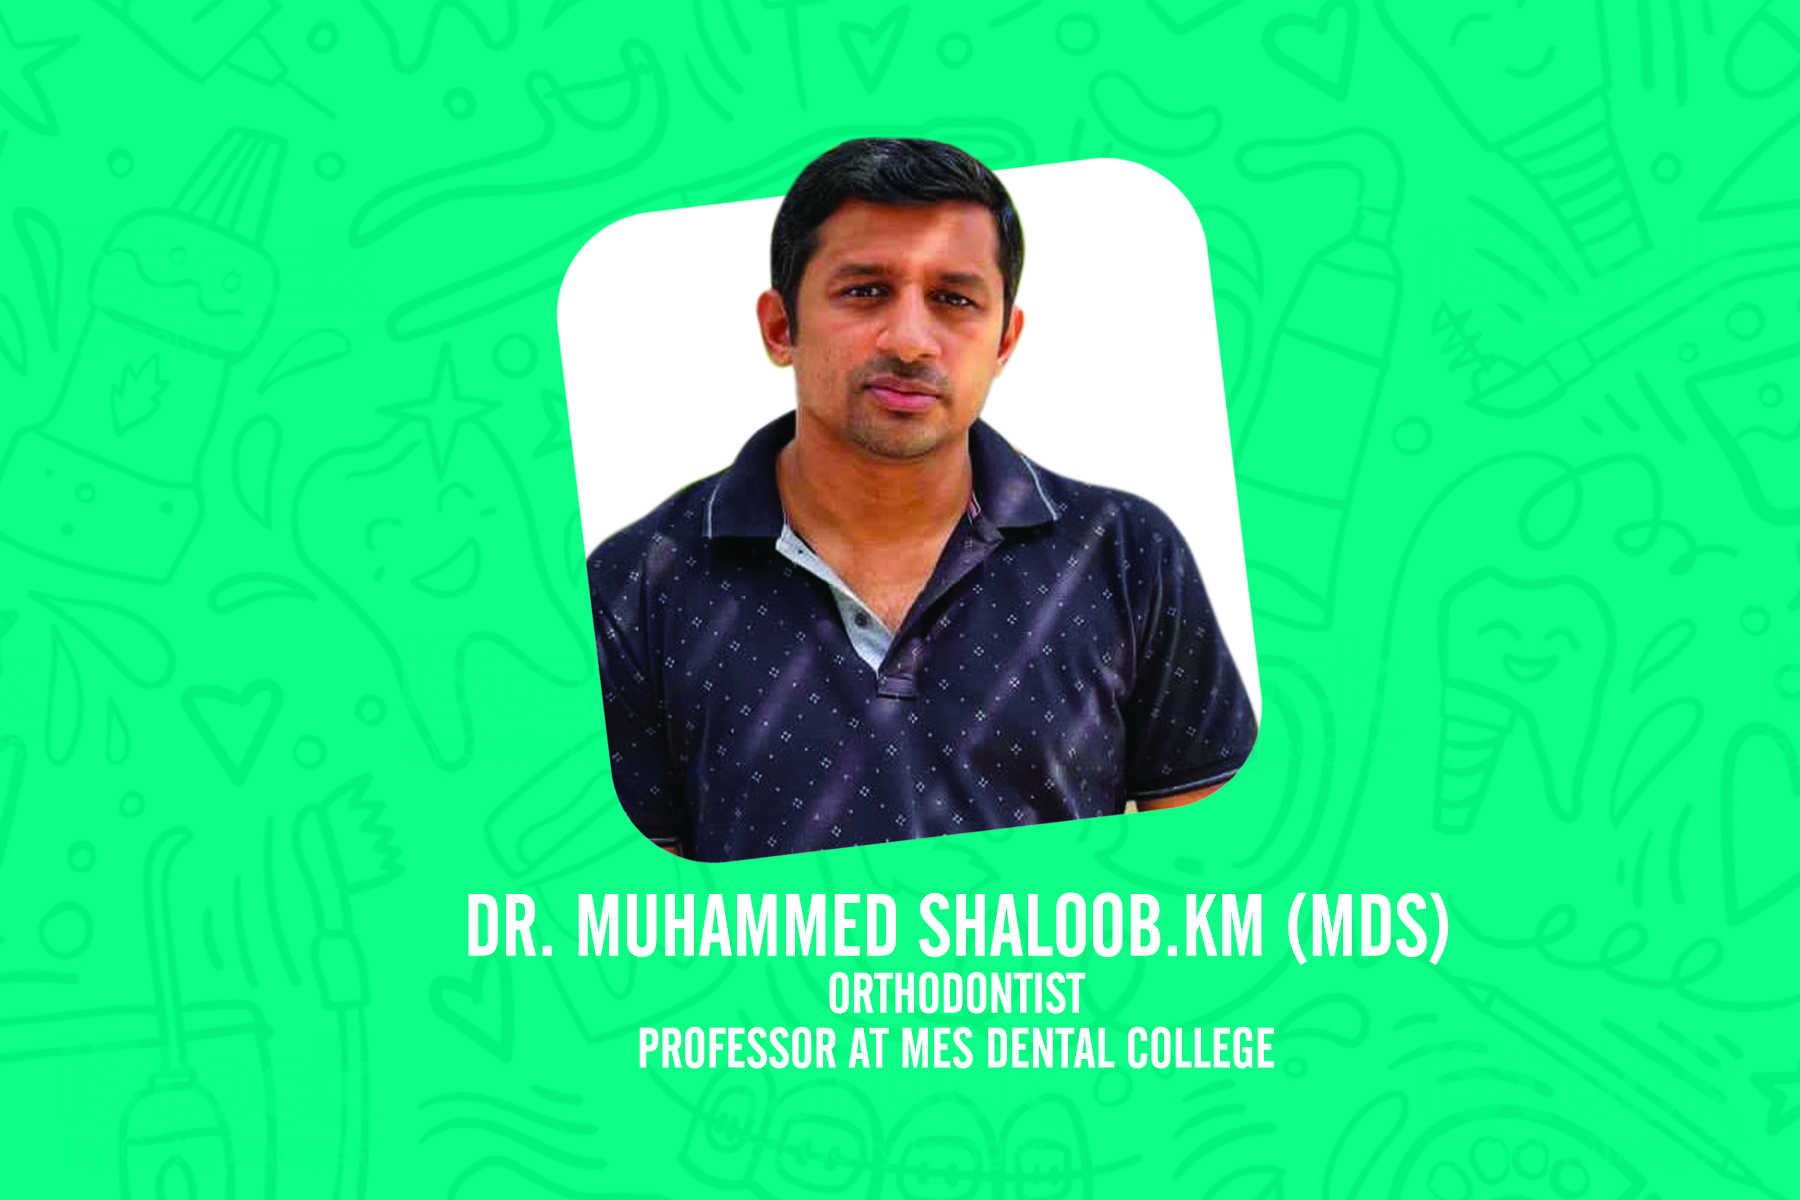 DR. MUHAMMED SHALOOB.KM (MDS)
ORTHODONTIST
PROFESSOR AT MES DENTAL COLLEGE